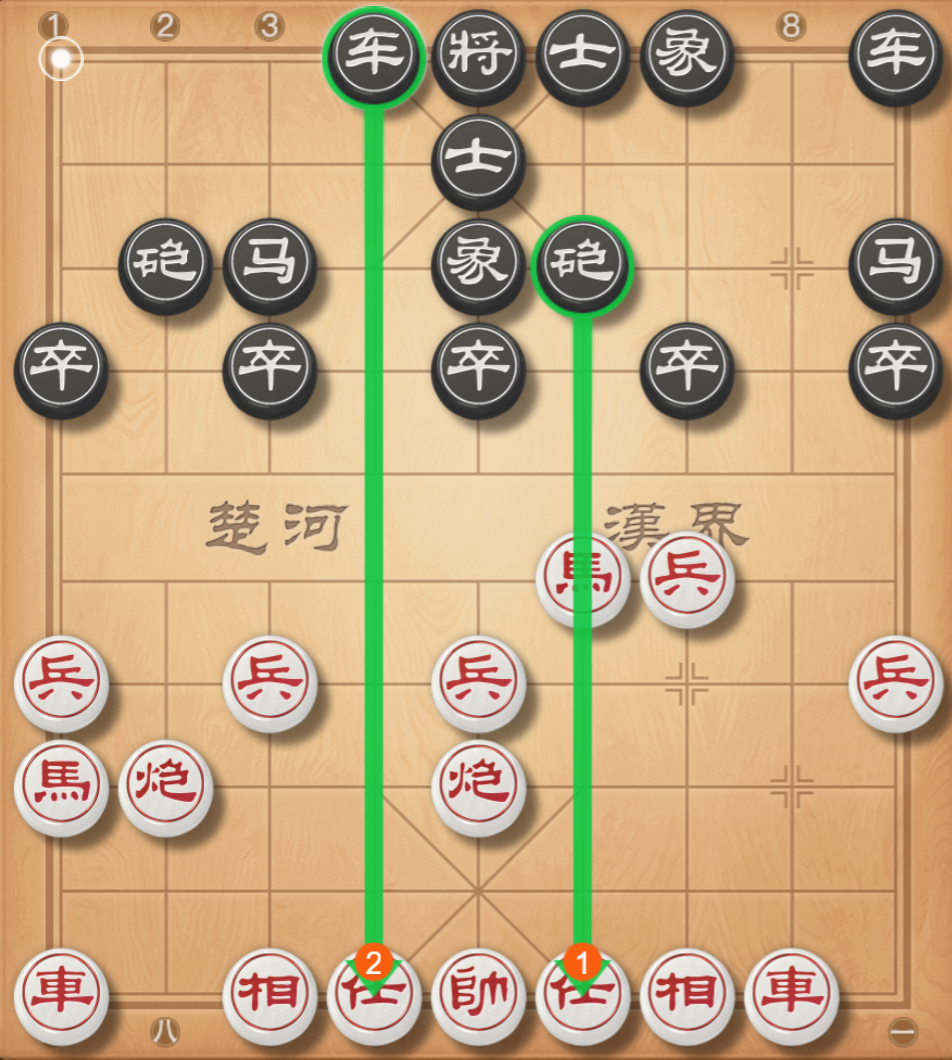 1 2 3 车 将 士 象 8 车
士
砲 马 象 砲 马
卒 卒 卒 卒 卒
楚河 漢界
馬 兵
兵 兵 兵 兵
馬 炮 炮
2 1
車 相 仕 帥 仕 相 車
八 一